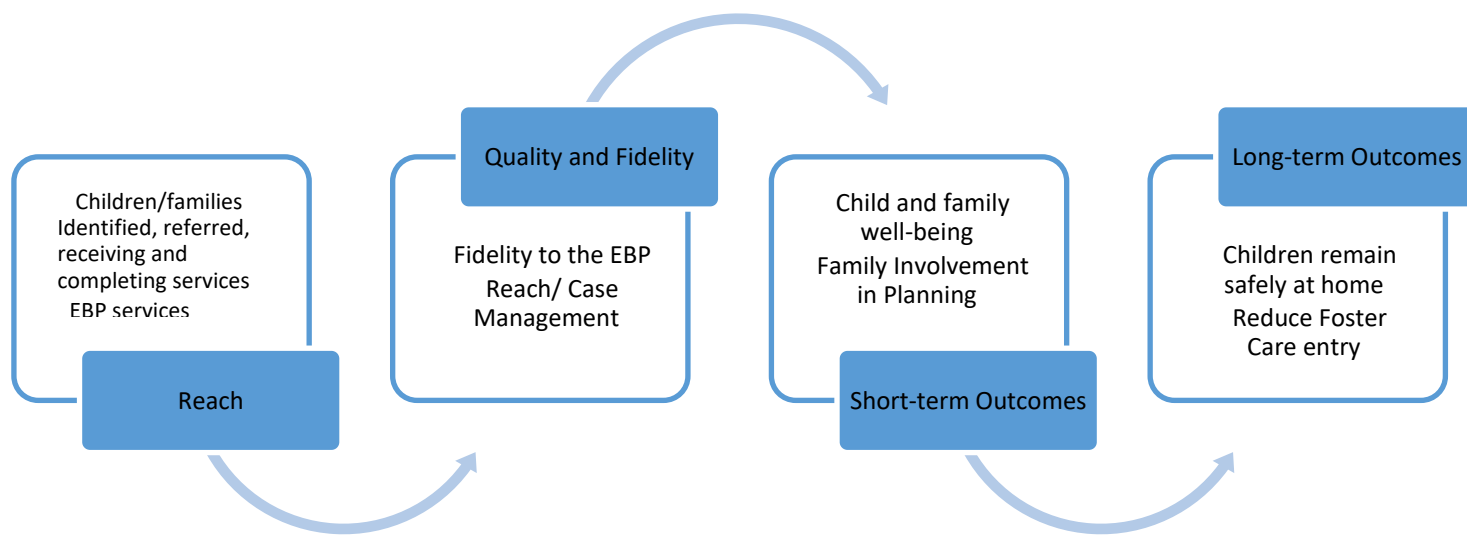 Children/families
Identified, referred,
receiving and
completing services
EBP services
Reach
Quality and Fidelity
Fidelity to the EBP
Reach/ Case
Management
Child and family
well-being
Family Involvement
in Planning
Short-term Outcomes
Long-term Outcomes
Children remain
safely at home
Reduce Foster
Care entry